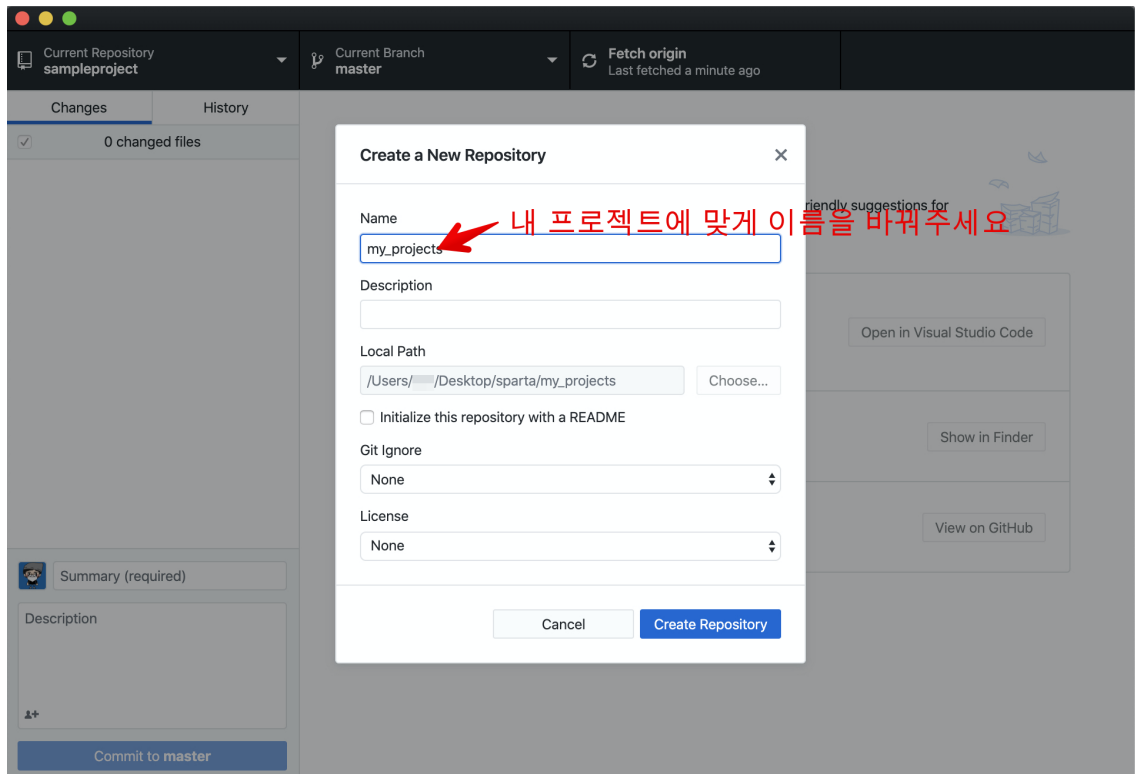 Current Repository
sampleproject
Current Branch
master
Fetch origin
Last fetched a minute ago
Changes
History
0 changed files
Create a New Repository
riendly suggestions for
내 프로젝트에 맞게 이름을 바꿔주세요
Name
my_projects
Description
Local Path
/Users/ /Desktop/sparta/my_projects
Choose...
Initialize this repository with a README
Git Ignore
None
License
None
Cancel
Create Repository
Open in Visual Studio Code
Show in Finder
View on GitHub
Summary (required)
Description
Commit to master